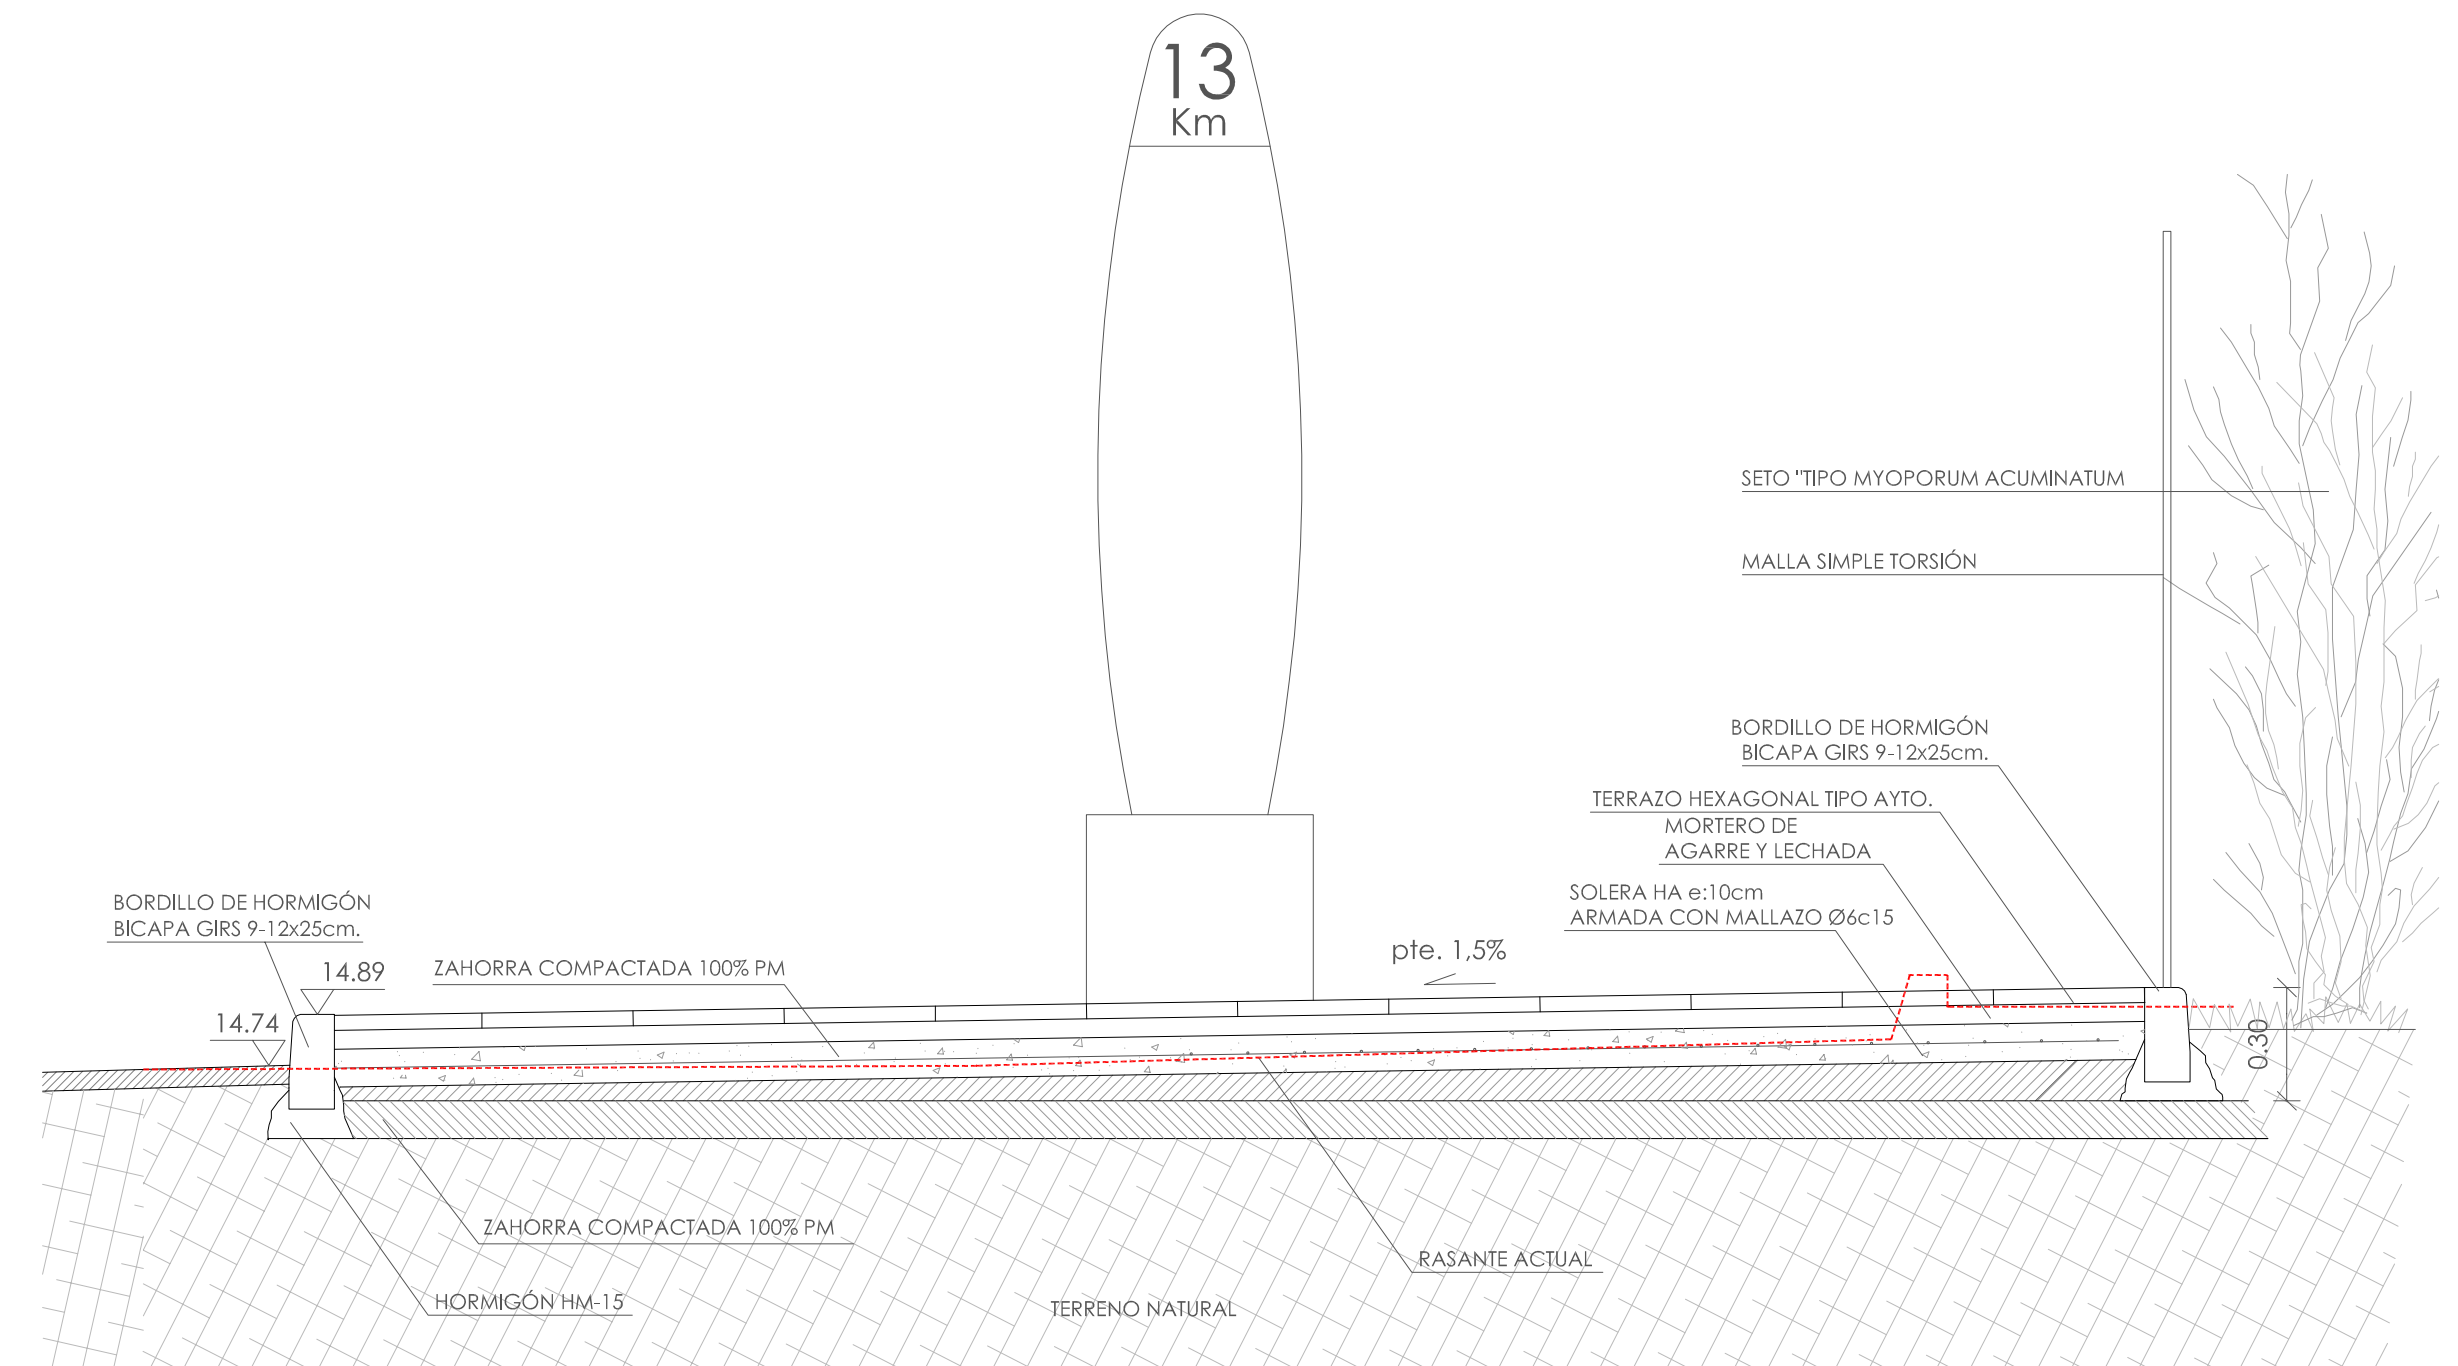 13
Km
SETO "TIPO MYOPORUM ACUMINATUM
MALLA SIMPLE TORSIÓN
BORDILLO DE HORMIGÓN
BICAPA GIRS 9-12x25cm.
TERRAZO HEXAGONAL TIPO AYTO.
MORTERO DE
AGARRE Y LECHADA
SOLERA HA e:10cm
ARMADA CON MALLAZO Ø6c15
BORDILLO DE HORMIGÓN
BICAPA GIRS 9-12x25cm.
pte. 1,5%
14.89
ZAHORRA COMPACTADA 100% PM
14.74
0.30
ZAHORRA COMPACTADA 100% PM
RASANTE ACTUAL
HORMIGÓN HM-15
TERRENO NATURAL